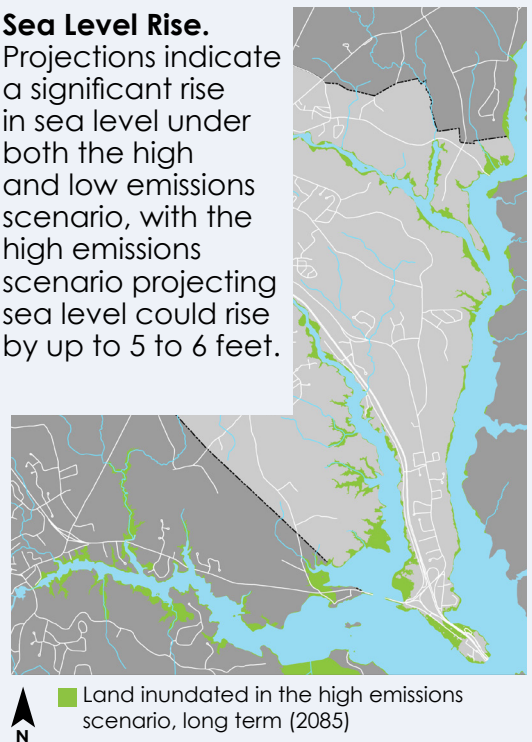 Sea Level Rise.
Projections indicate
a significant rise
in sea level under
both the high
and low emissions
scenario, with the
high emissions
scenario projecting
sea level could rise
by up to 5 to 6 feet.
Land inundated in the high emissions
scenario, long term (2085)
N